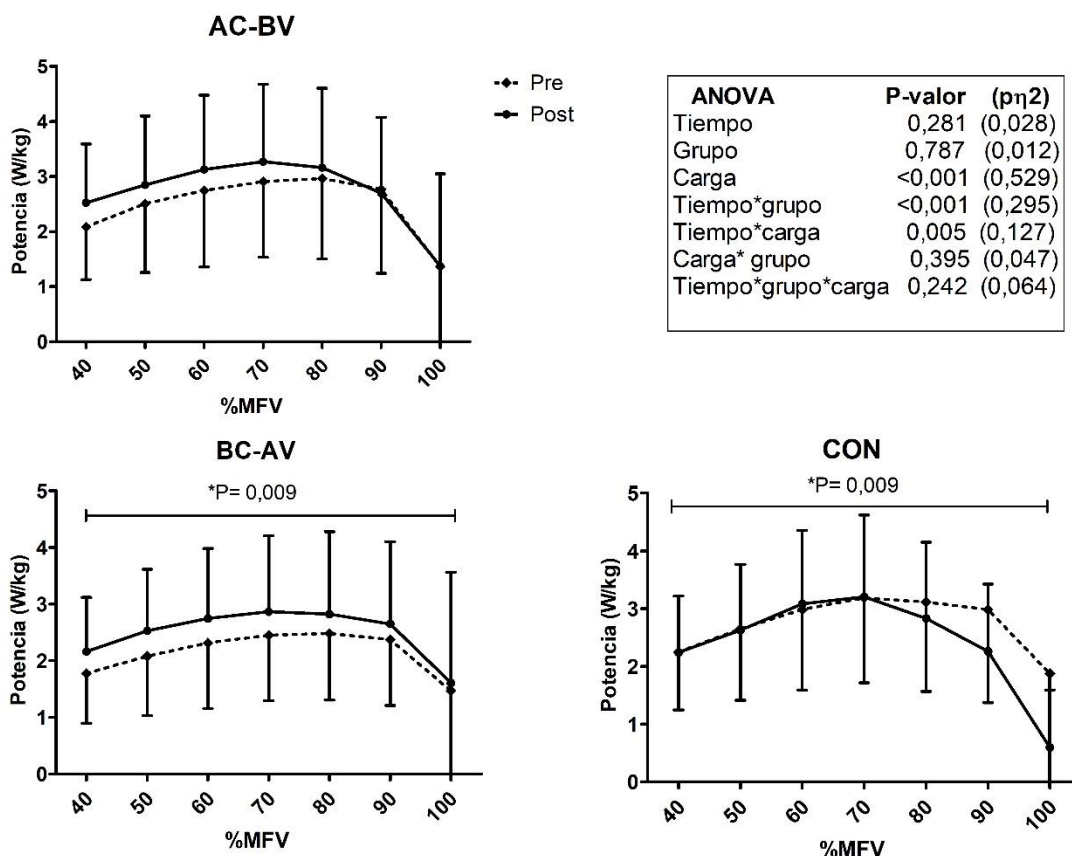 AC-BV
Potencia (W/kg)
5
4
3
2
1
0
40 50 60 70 80 90 100
%MFV
Pre
Post
ANOVA P-valor (pη2)
Tiempo 0,281 (0,028)
Grupo 0,787 (0,012)
Carga <0,001 (0,529)
Tiempo*grupo <0,001 (0,295)
Tiempo*carga 0,005 (0,127)
Carga* grupo 0,395 (0,047)
Tiempo*grupo*carga 0,242 (0,064)
BC-AV
*P= 0,009
Potencia (W/kg)
5
4
3
2
1
0
40 50 60 70 80 90 100
%MFV
CON
*P= 0,009
Potencia (W/kg)
5
4
3
2
1
0
40 50 60 70 80 90 100
%MFV